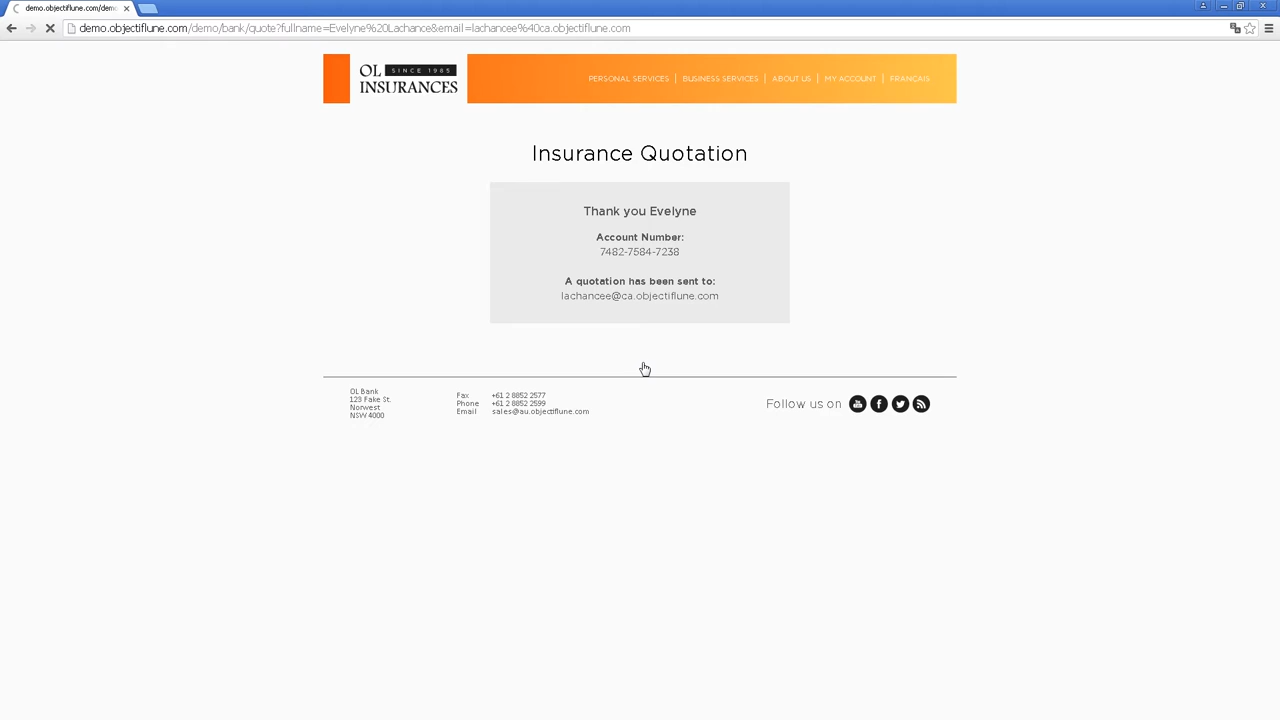 demo.objectiflune.com/dem
demo.objectiflune.com/demo/bank/quote?fullname=Evelyne%20Lachance&email=lachancee%40ca.objectiflune.com
OL SINCE 1985
INSURANCES
PERSONAL SERVICES | BUSINESS SERVICES | ABOUT US | MY ACCOUNT | FRANÇAIS
Insurance Quotation
Thank you Evelyne
Account Number:
7482-7584-7238
A quotation has been sent to:
lachancee@ca.objectiflune.com
OL Bank
123 Fake St.
Norwest
NSW 4000
Fax +61 2 8852 2577
Phone +61 2 8852 2599
Email sales@au.objectiflune.com
Follow us on